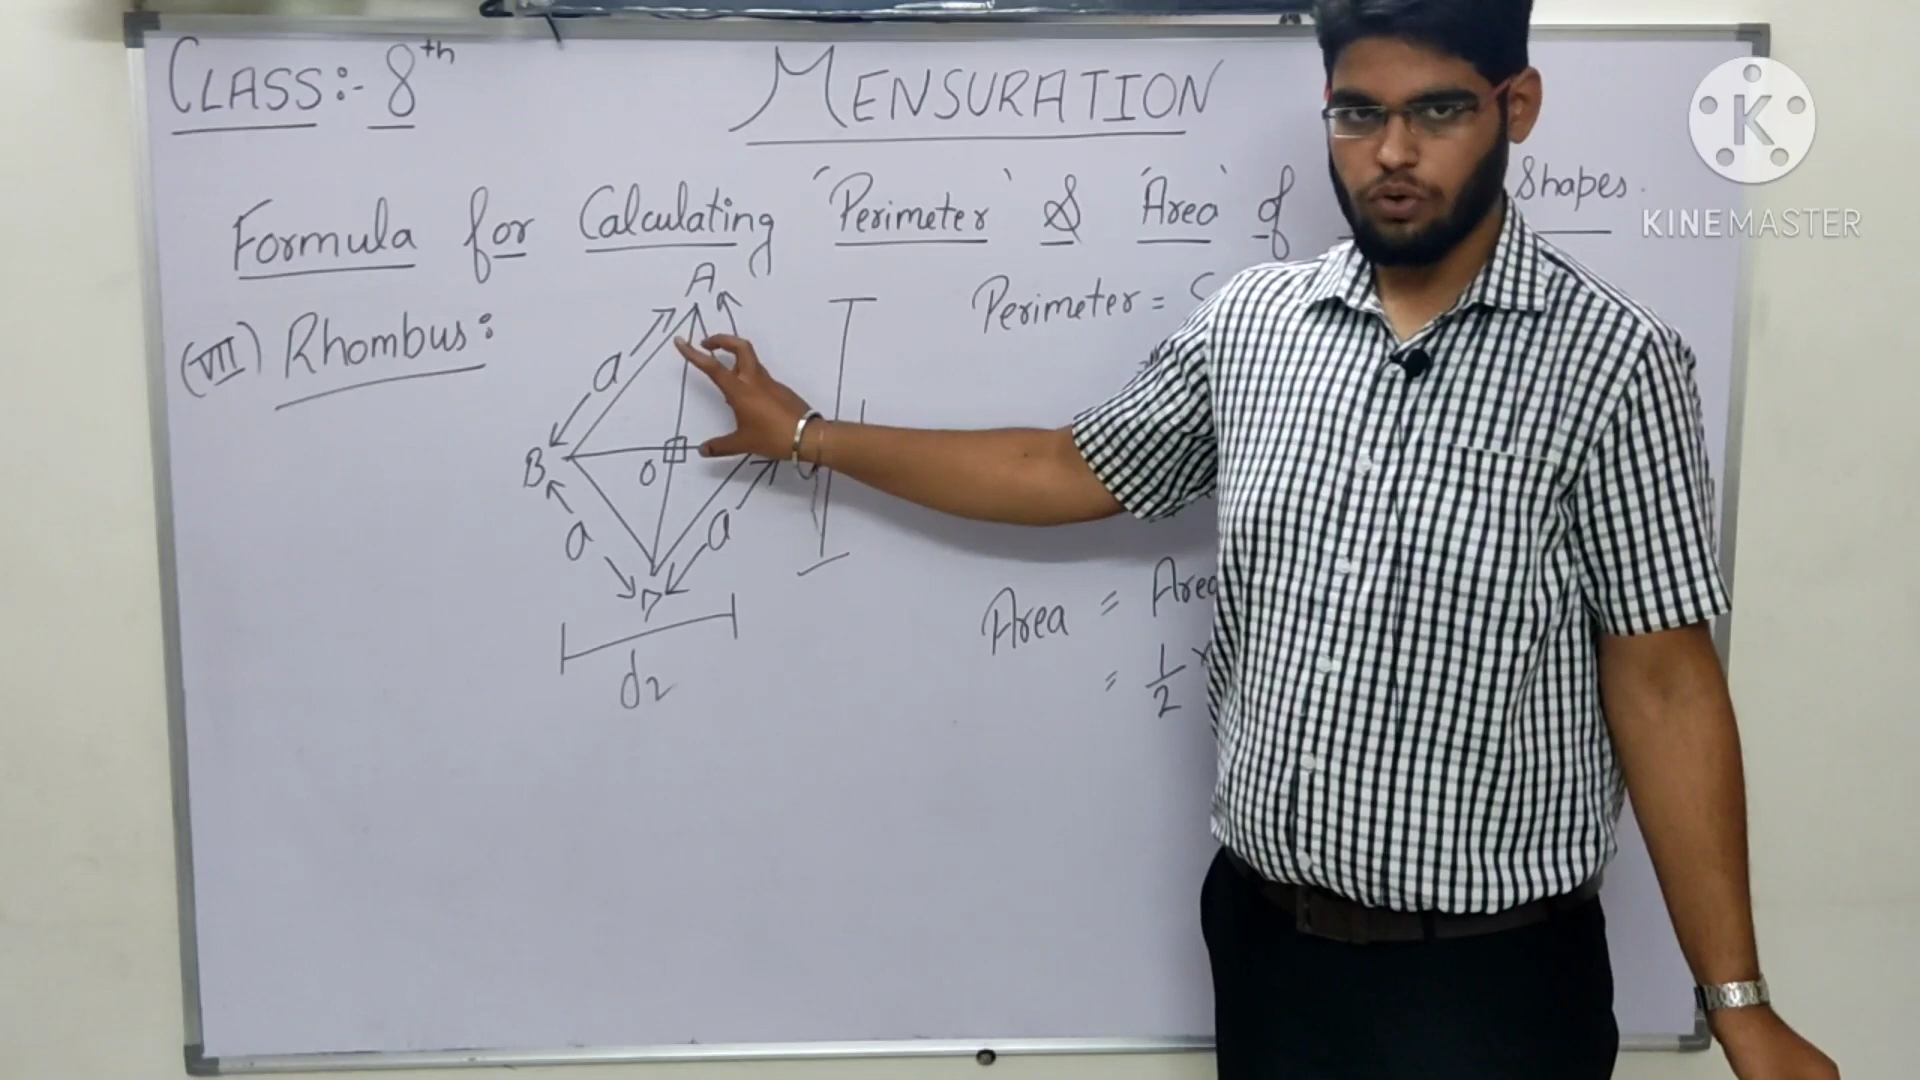 CLASS:- 8th
MENSURATION
Formula for Calculating 'Perimeter' & 'Area' of Shapes.
(VII) Rhombus:
Perimeter =
A
a
B
O
a
a
D
d2
Area = Area
= 1/2 ×
K
KINEMASTER